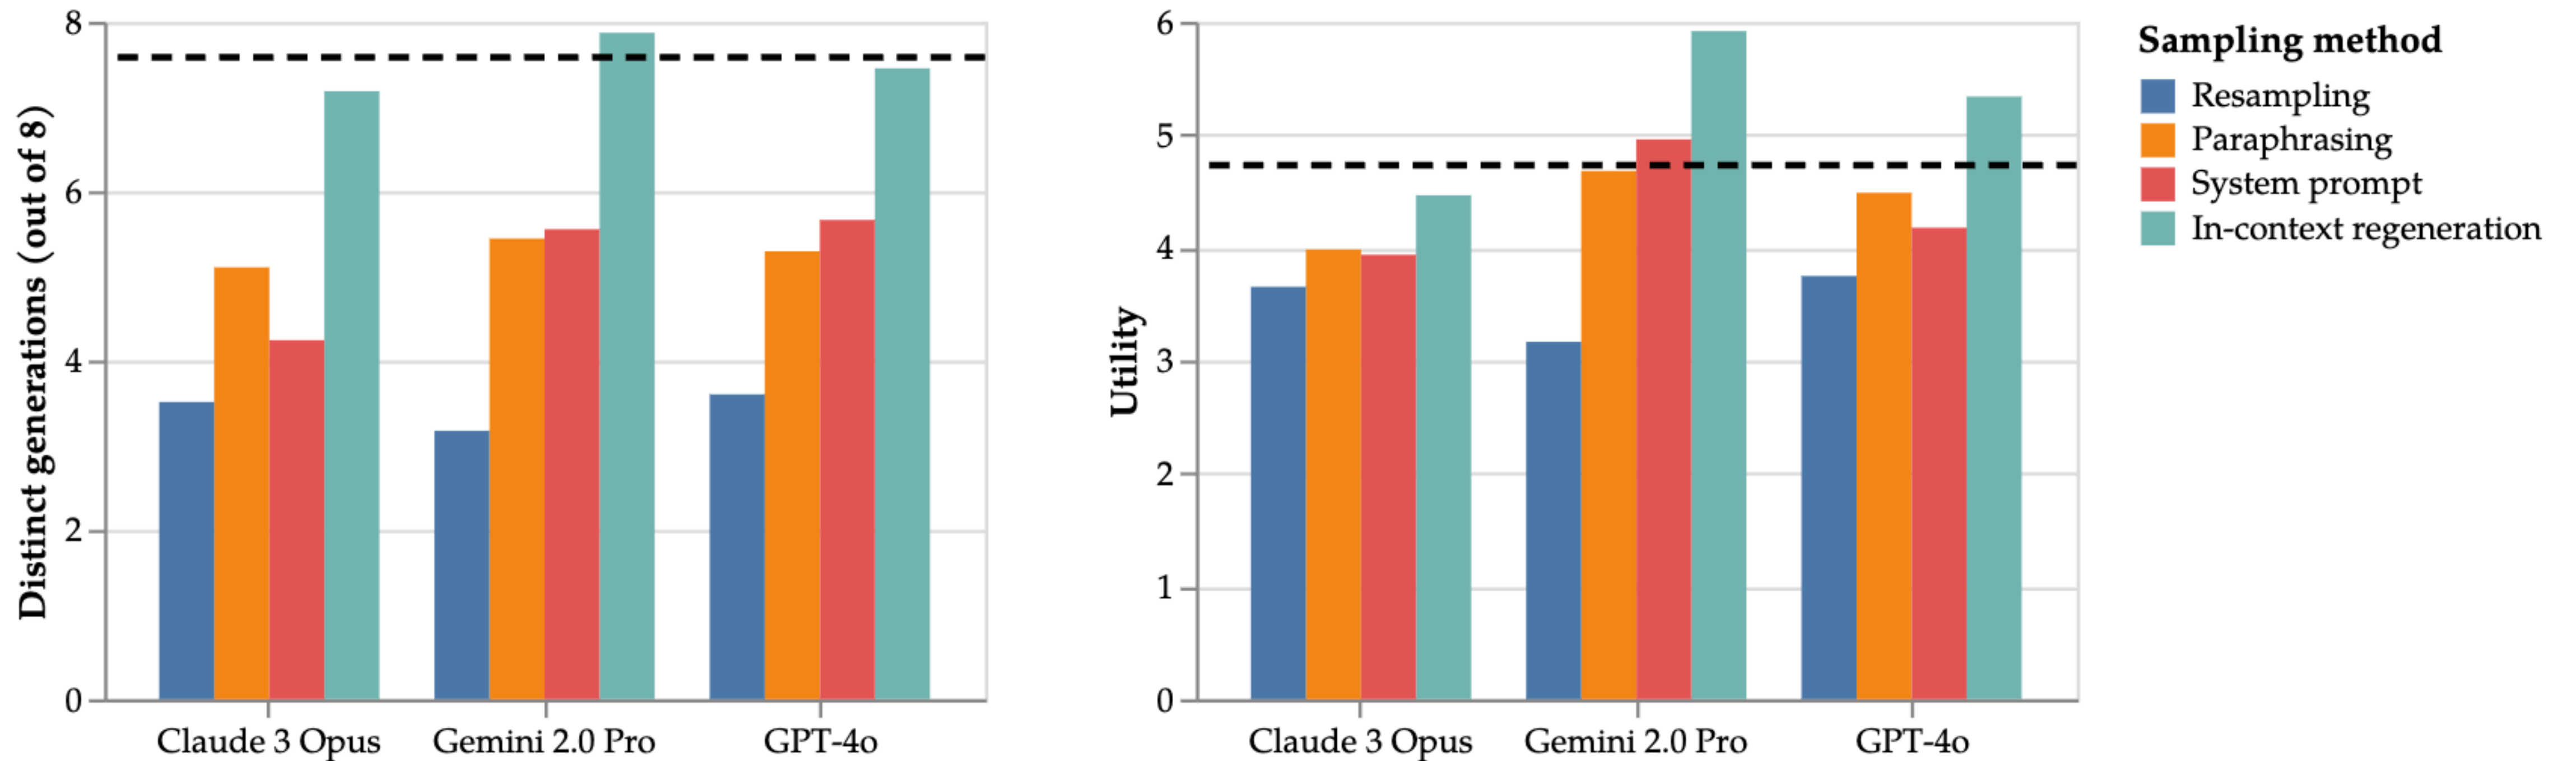 Distinct generations (out of 8)
8
6
4
2
0
Claude 3 Opus
Gemini 2.0 Pro
GPT-4o
Utility
6
5
4
3
2
1
0
Claude 3 Opus
Gemini 2.0 Pro
GPT-4o
Sampling method
Resampling
Paraphrasing
System prompt
In-context regeneration